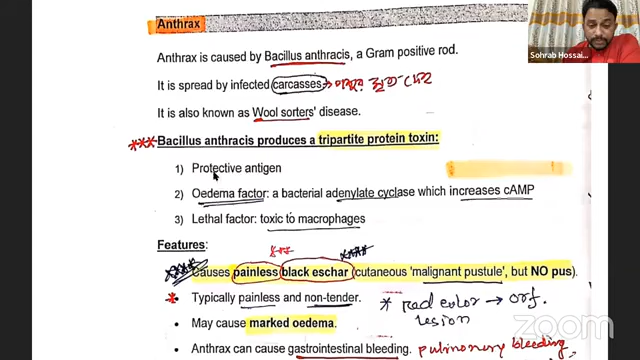 Anthrax
Anthrax is caused by Bacillus anthracis, a Gram positive rod.
Sohrab Hossai...
It is spread by infected carcasses →
It is also known as Wool sorters' disease.
*** Bacillus anthracis produces a tripartite protein toxin:
1) Protective antigen
2) Oedema factor: a bacterial adenylate cyclase which increases cAMP
3) Lethal factor: toxic to macrophages
Features:
Causes painless black eschar (cutaneous 'malignant pustule', but NO pus).
* • Typically painless and non-tender * red color → orf.
lesion
• May cause marked oedema.
• Anthrax can cause gastrointestinal bleeding. pulmonary bleeding
zoom